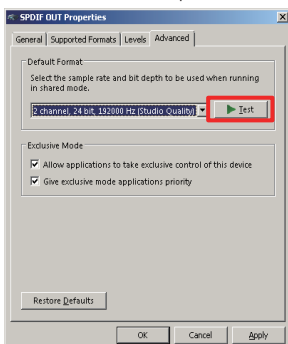 SPDIF OUT Properties
General Supported Formats Levels Advanced
Default Format
Select the sample rate and bit depth to be used when running
in shared mode.
2 channel, 24 bit, 192000 Hz (Studio Quality) Test
Exclusive Mode
Allow applications to take exclusive control of this device
Give exclusive mode applications priority
Restore Defaults
OK Cancel Apply